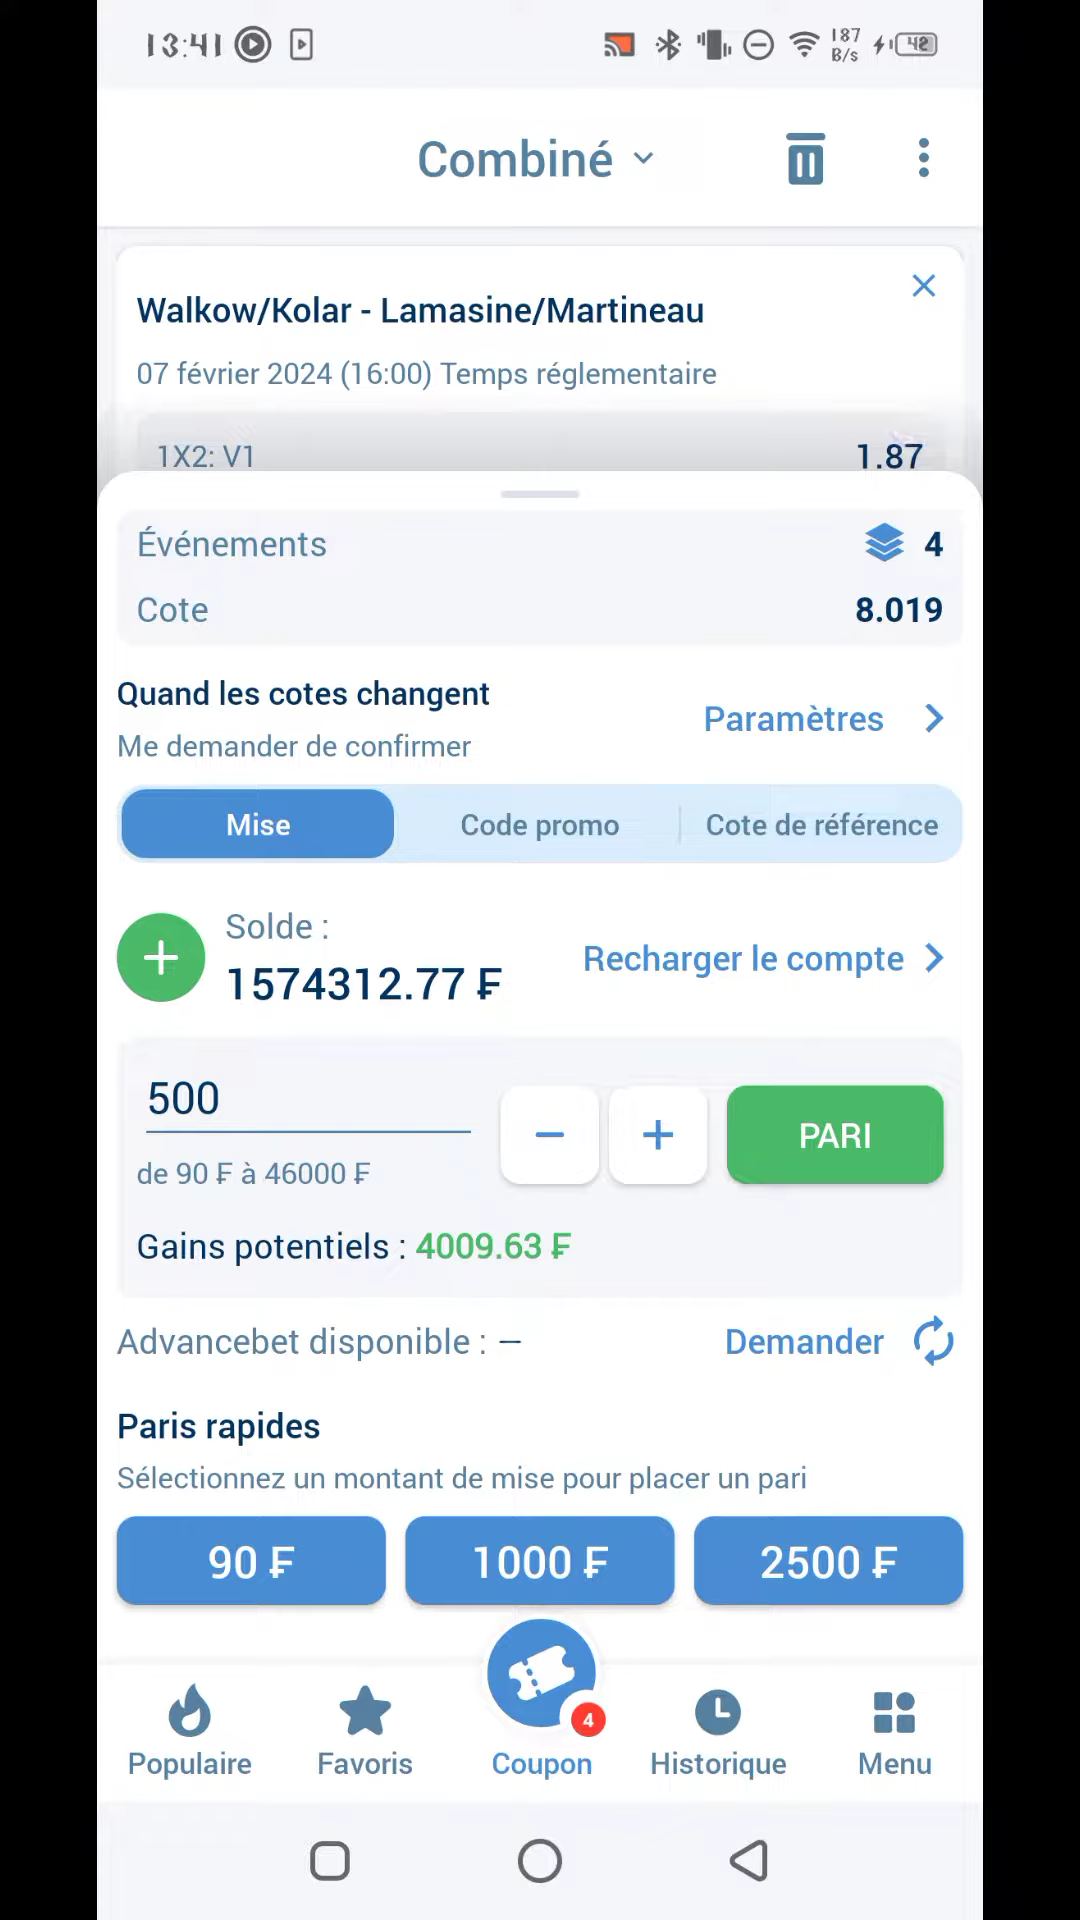 13:41
187
B/s
42
Combiné
Walkow/Kolar - Lamasine/Martineau
07 février 2024 (16:00) Temps réglementaire
1X2: V1 1.87
Événements 4
Cote 8.019
Quand les cotes changent
Me demander de confirmer
Paramètres
Mise Code promo Cote de référence
Solde :
1574312.77 ₣
Recharger le compte
500
PARI
de 90 ₣ à 46000 ₣
Gains potentiels : 4009.63 ₣
Advancebet disponible : — Demander
Paris rapides
Sélectionnez un montant de mise pour placer un pari
90 ₣ 1000 ₣ 2500 ₣
4
Populaire Favoris Coupon Historique Menu